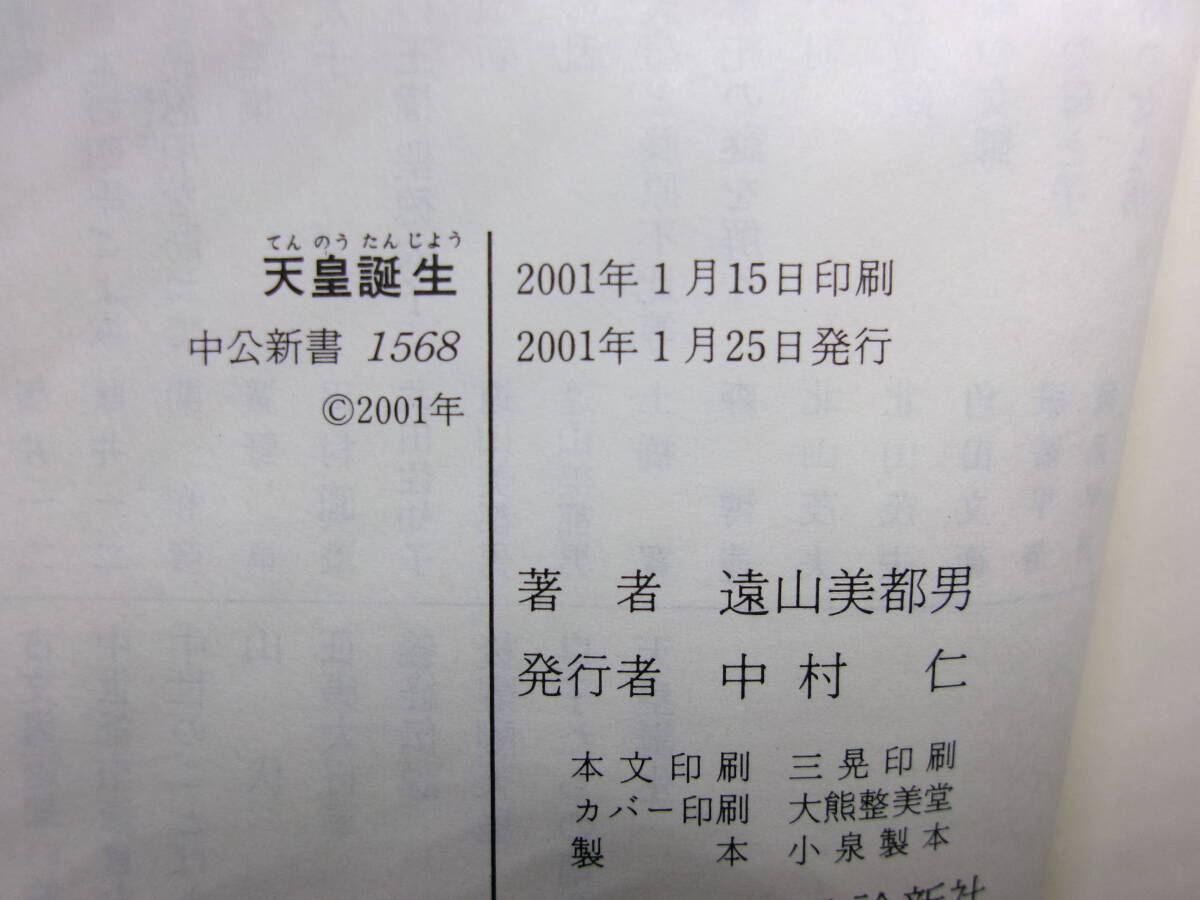 てんのうたんじよう
天皇誕生
中公新書 1568
©2001年
2001年1月15日印刷
2001年1月25日発行
著者 遠山美都男
発行者 中村 仁
本文印刷 三晃印刷
カバー印刷 大熊整美堂
製本 小泉製本
論新社